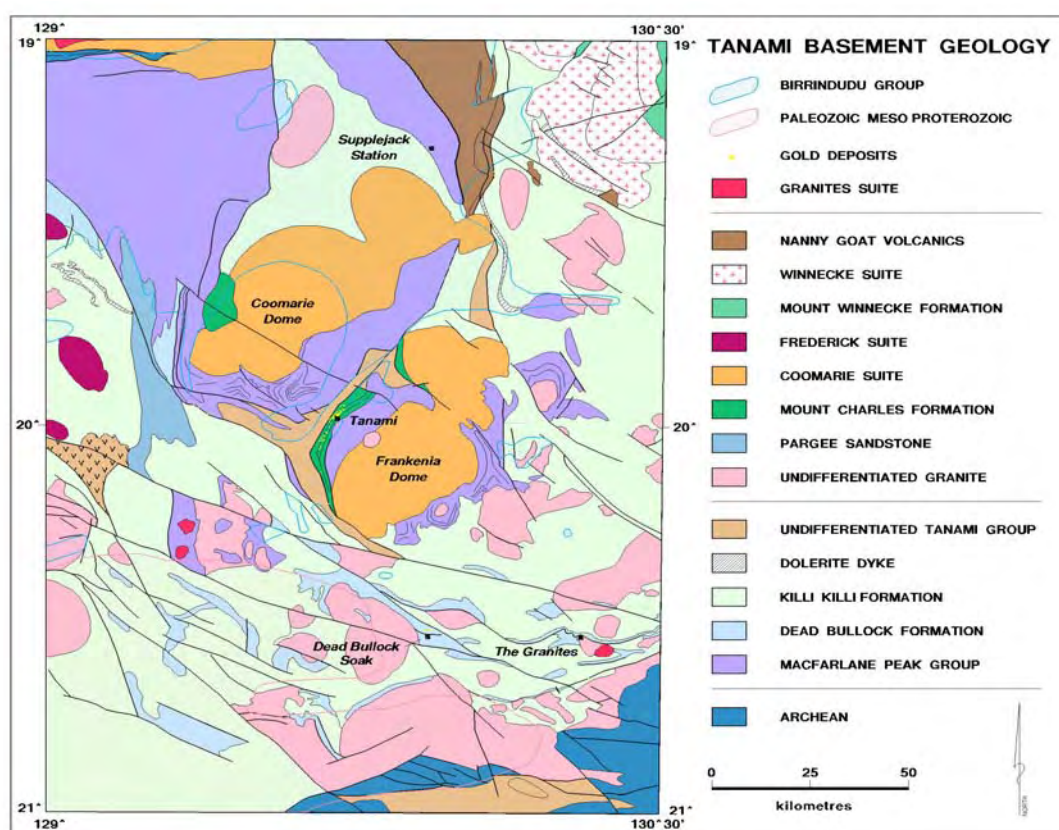 129°
130° 30'
19°
19°
Supplejack
Station
Coomarie
Dome
Tanami
20°
20°
Frankenia
Dome
Dead Bullock
Soak
The Granites
21°
21°
129°
130° 30'
TANAMI BASEMENT GEOLOGY
BIRRINDUDU GROUP
PALEOZOIC MESO PROTEROZOIC
GOLD DEPOSITS
GRANITES SUITE
NANNY GOAT VOLCANICS
WINNECKE SUITE
MOUNT WINNECKE FORMATION
FREDERICK SUITE
COOMARIE SUITE
MOUNT CHARLES FORMATION
PARGEE SANDSTONE
UNDIFFERENTIATED GRANITE
UNDIFFERENTIATED TANAMI GROUP
DOLERITE DYKE
KILLI KILLI FORMATION
DEAD BULLOCK FORMATION
MACFARLANE PEAK GROUP
ARCHEAN
0 25 50
kilometres
NORTH